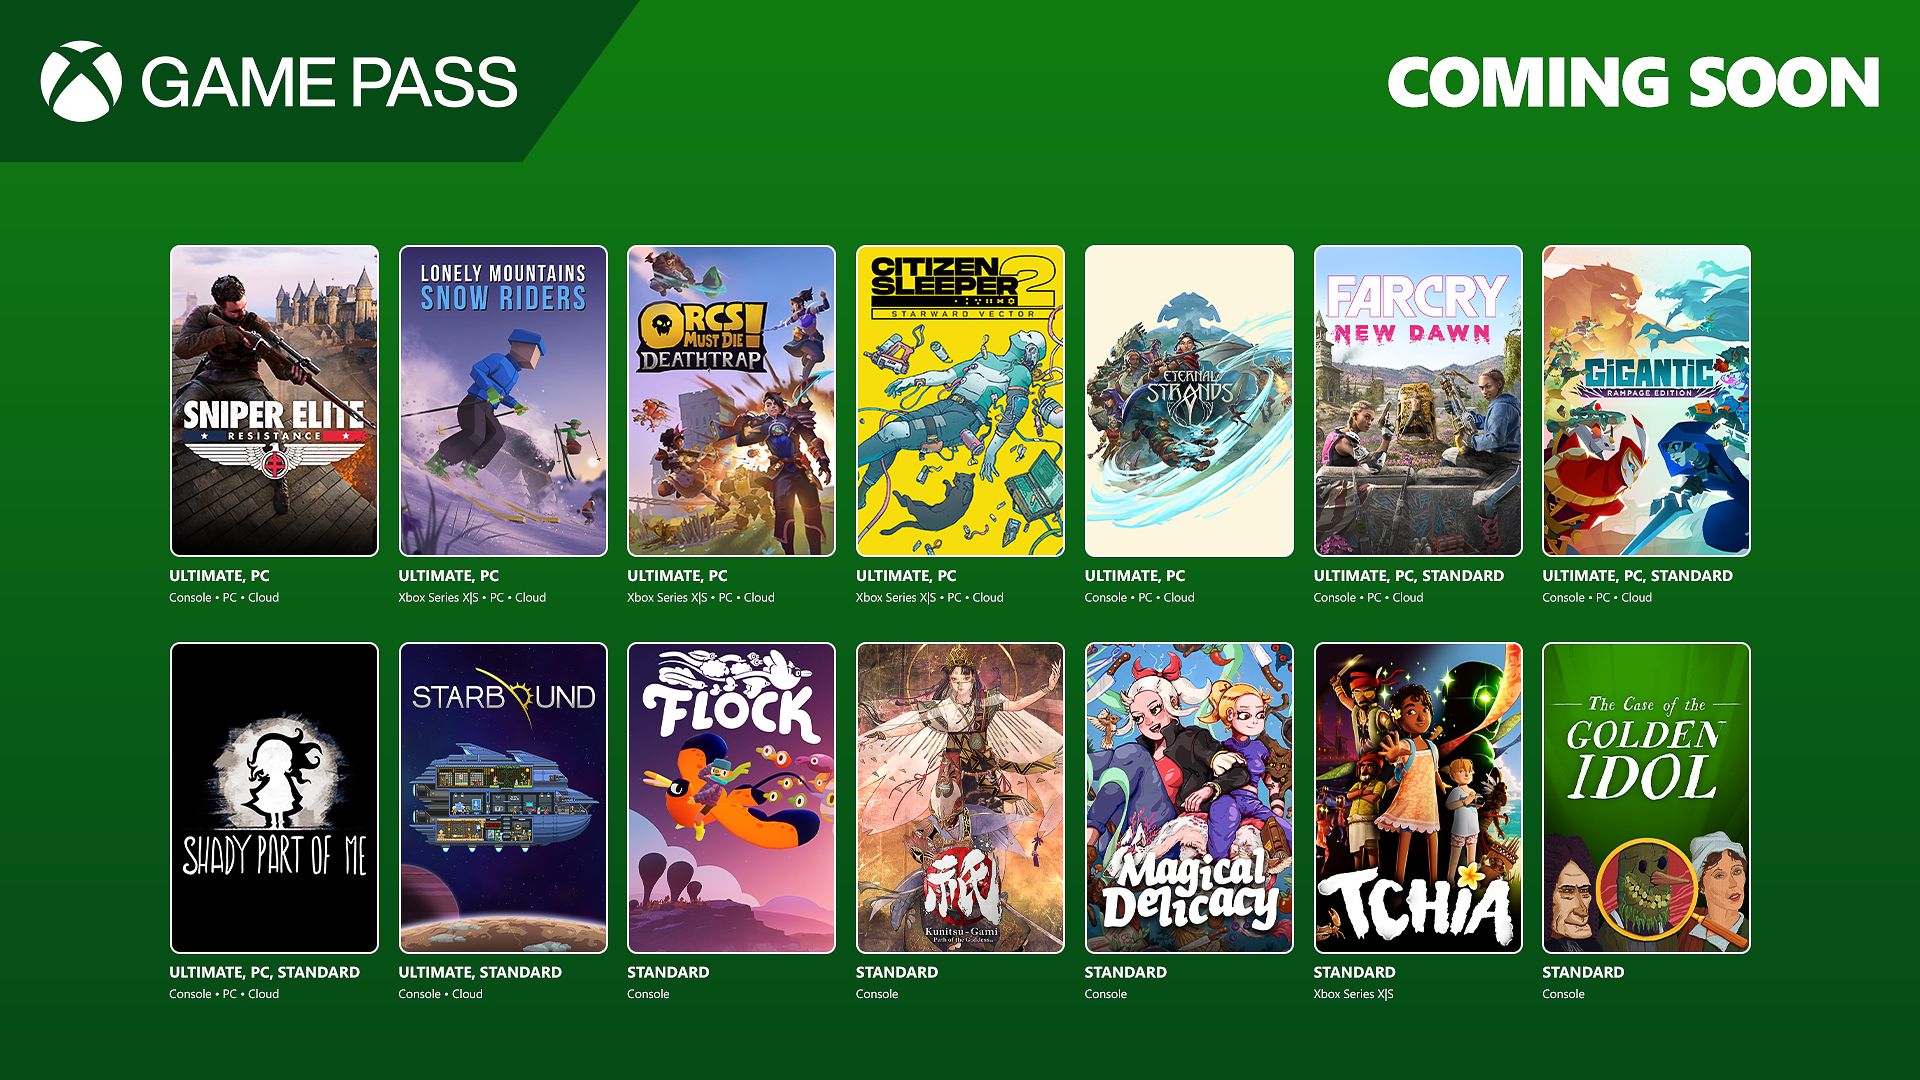 GAME PASS
COMING SOON
SNIPER ELITE
RESISTANCE
ULTIMATE, PC
Console • PC • Cloud
LONELY MOUNTAINS
SNOW RIDERS
ULTIMATE, PC
Xbox Series X|S • PC • Cloud
ORCS
MUST DIE!
DEATHTRAP
ULTIMATE, PC
Xbox Series X|S • PC • Cloud
CITIZEN
SLEEPER 2
STARWARD VECTOR
ULTIMATE, PC
Xbox Series X|S • PC • Cloud
ETERNAL
STRANDS
ULTIMATE, PC
Console • PC • Cloud
FARCRY
NEW DAWN
ULTIMATE, PC, STANDARD
Console • PC • Cloud
GIGANTIC
RAMPAGE EDITION
ULTIMATE, PC, STANDARD
Console • PC • Cloud
SHADY PART OF ME
ULTIMATE, PC, STANDARD
Console • PC • Cloud
STARBOUND
ULTIMATE, STANDARD
Console • Cloud
FLOCK
STANDARD
Console
祇
Kunitsu-Gami
Path of the Goddess
STANDARD
Console
Magical
Delicacy
STANDARD
Console
TCHIA
STANDARD
Xbox Series X|S
The Case of the
GOLDEN
IDOL
STANDARD
Console